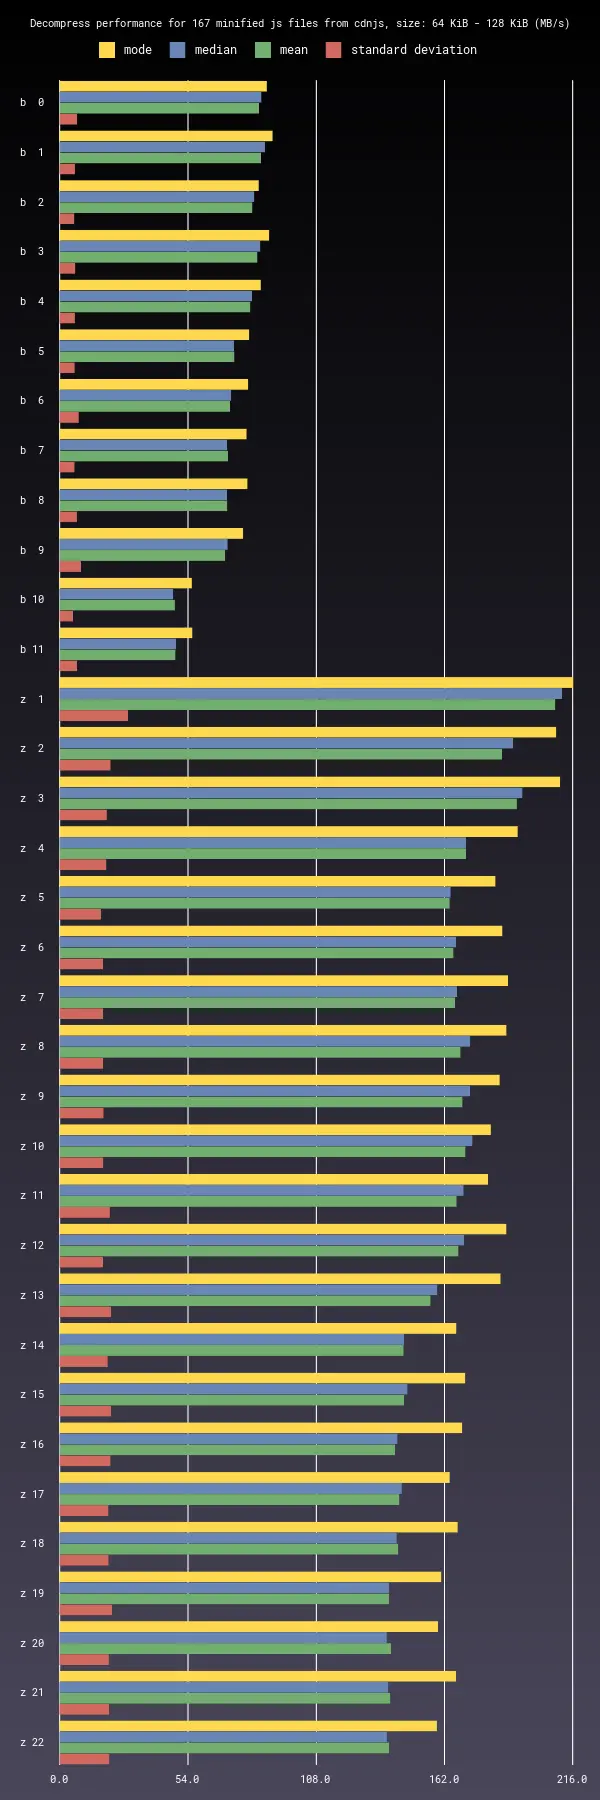 Decompress performance for 167 minified js files from cdnjs, size: 64 KiB - 128 KiB (MB/s)
mode median mean standard deviation
b 0
b 1
b 2
b 3
b 4
b 5
b 6
b 7
b 8
b 9
b 10
b 11
z 1
z 2
z 3
z 4
z 5
z 6
z 7
z 8
z 9
z 10
z 11
z 12
z 13
z 14
z 15
z 16
z 17
z 18
z 19
z 20
z 21
z 22
0.0 54.0 108.0 162.0 216.0